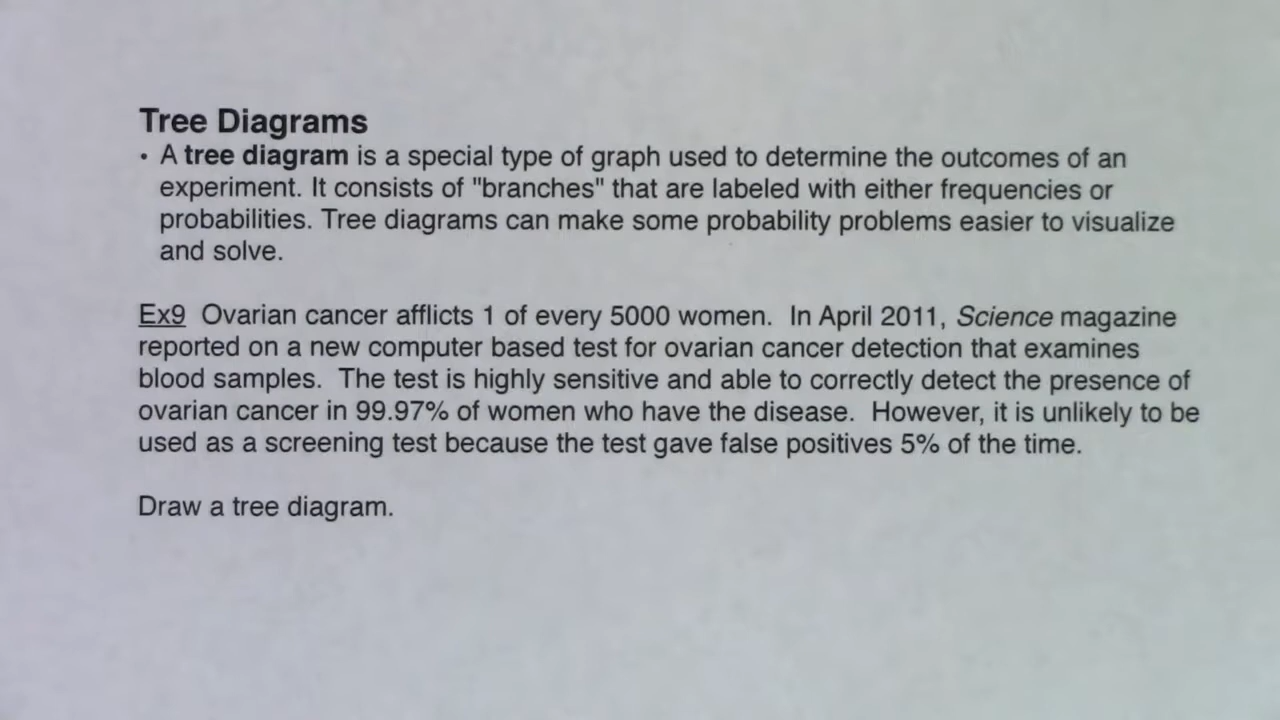 Tree Diagrams
• A tree diagram is a special type of graph used to determine the outcomes of an
experiment. It consists of "branches" that are labeled with either frequencies or
probabilities. Tree diagrams can make some probability problems easier to visualize
and solve.
Ex9 Ovarian cancer afflicts 1 of every 5000 women. In April 2011, Science magazine
reported on a new computer based test for ovarian cancer detection that examines
blood samples. The test is highly sensitive and able to correctly detect the presence of
ovarian cancer in 99.97% of women who have the disease. However, it is unlikely to be
used as a screening test because the test gave false positives 5% of the time.
Draw a tree diagram.